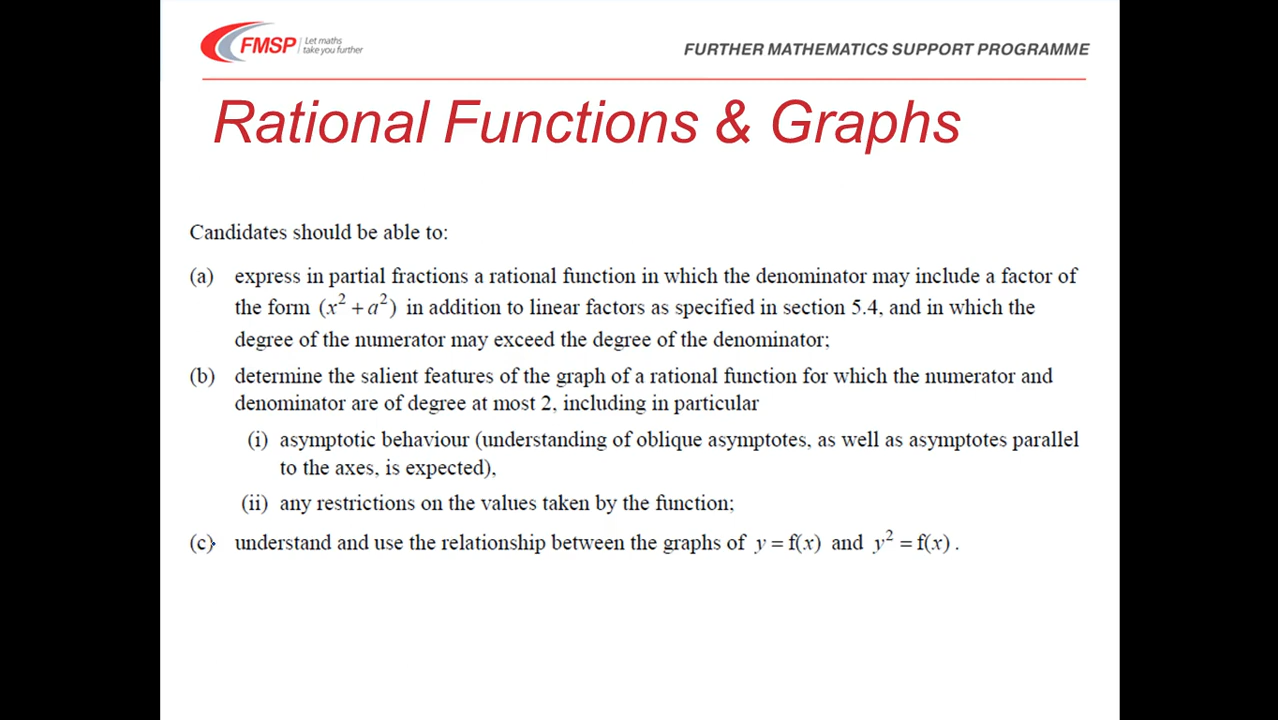 FMSP Let maths
take you further
FURTHER MATHEMATICS SUPPORT PROGRAMME
Rational Functions & Graphs
Candidates should be able to:
(a) express in partial fractions a rational function in which the denominator may include a factor of
the form (x² + a²) in addition to linear factors as specified in section 5.4, and in which the
degree of the numerator may exceed the degree of the denominator;
(b) determine the salient features of the graph of a rational function for which the numerator and
denominator are of degree at most 2, including in particular
(i) asymptotic behaviour (understanding of oblique asymptotes, as well as asymptotes parallel
to the axes, is expected),
(ii) any restrictions on the values taken by the function;
(c) understand and use the relationship between the graphs of y = f(x) and y² = f(x).